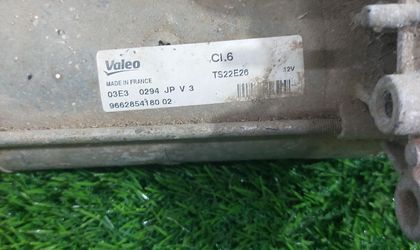 Valeo CI.6
MADE IN FRANCE TS22E26 12V
03E3 0294 JP V 3
9662854180 02